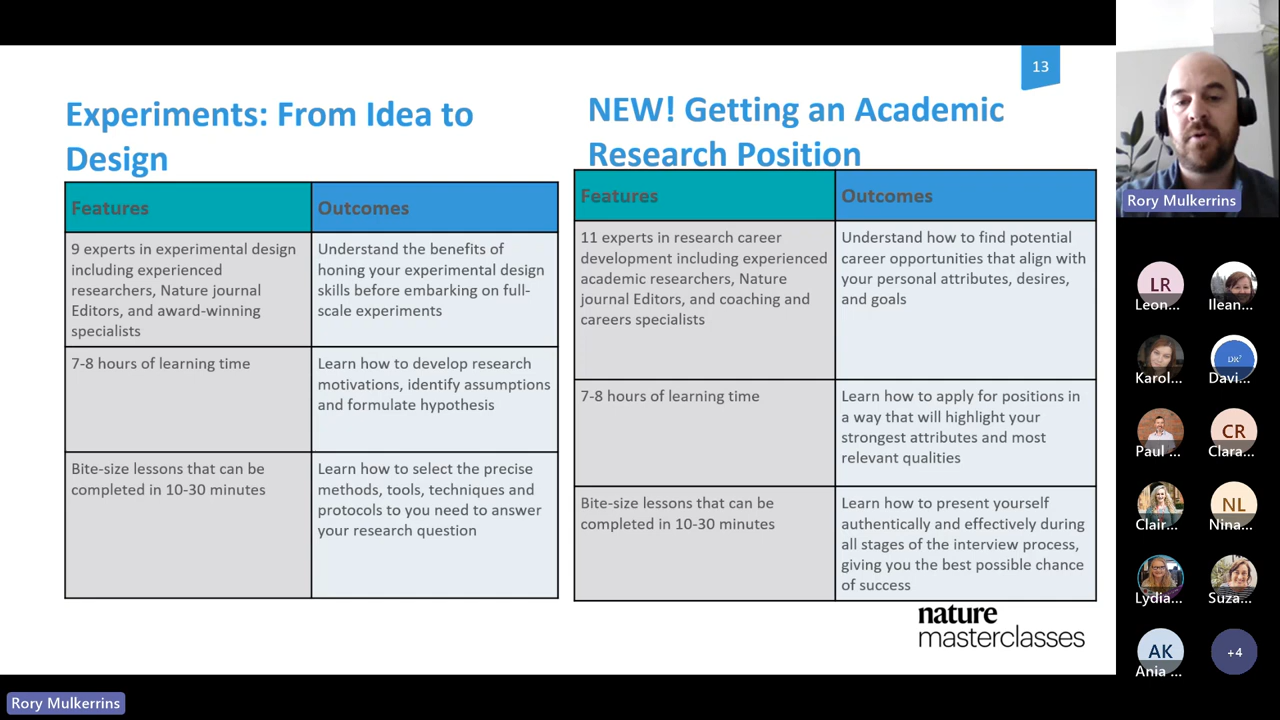 13
Experiments: From Idea to
Design
Features
Outcomes
9 experts in experimental design
including experienced
researchers, Nature journal
Editors, and award-winning
specialists
Understand the benefits of
honing your experimental design
skills before embarking on full-
scale experiments
7-8 hours of learning time
Learn how to develop research
motivations, identify assumptions
and formulate hypothesis
Bite-size lessons that can be
completed in 10-30 minutes
Learn how to select the precise
methods, tools, techniques and
protocols to you need to answer
your research question
NEW! Getting an Academic
Research Position
Features
Outcomes
11 experts in research career
development including experienced
academic researchers, Nature
journal Editors, and coaching and
careers specialists
Understand how to find potential
career opportunities that align with
your personal attributes, desires,
and goals
7-8 hours of learning time
Learn how to apply for positions in
a way that will highlight your
strongest attributes and most
relevant qualities
Bite-size lessons that can be
completed in 10-30 minutes
Learn how to present yourself
authentically and effectively during
all stages of the interview process,
giving you the best possible chance
of success
nature
masterclasses
Rory Mulkerrins
Rory Mulkerrins
LR
Leon...
Ilean...
Karol...
DR'
Davi...
Paul ...
CR
Clara...
Clair...
NL
Nina...
Lydia...
Suza...
AK
Ania ...
+4